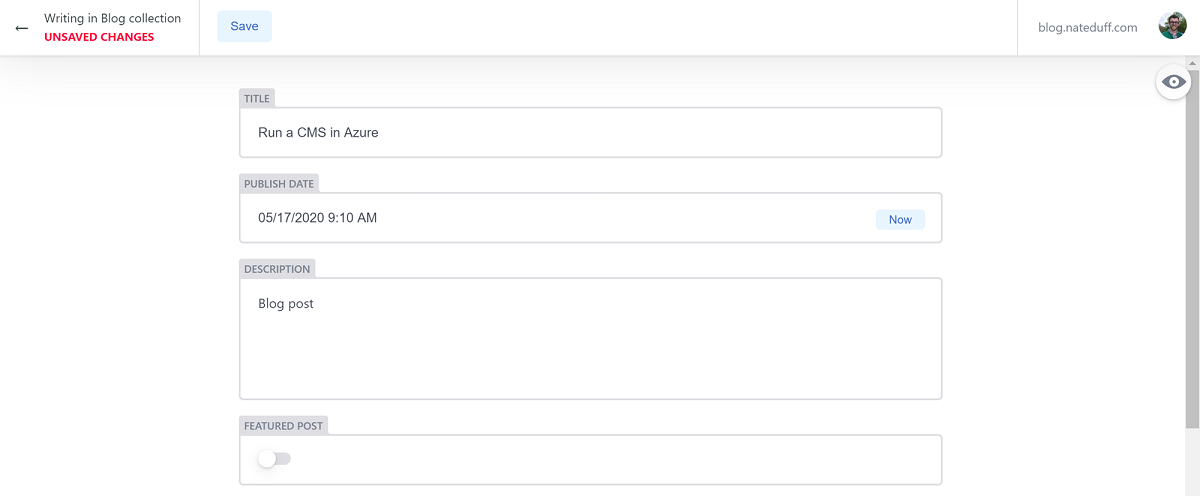 Writing in Blog collection
UNSAVED CHANGES
Save
blog.nateduff.com
TITLE
Run a CMS in Azure
PUBLISH DATE
05/17/2020 9:10 AM
Now
DESCRIPTION
Blog post
FEATURED POST